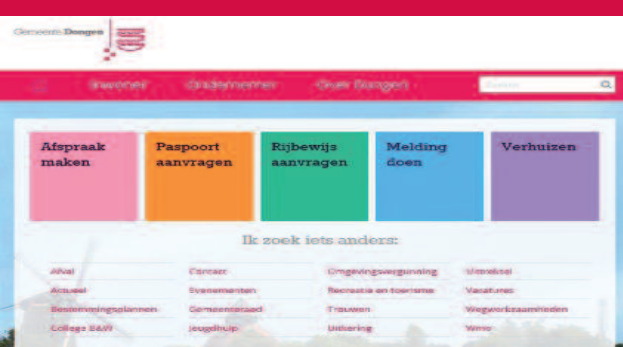 Gemeente Dongen
Inwoner Ondernemer Over Dongen
Zoeken
Afspraak maken
Paspoort aanvragen
Rijbewijs aanvragen
Melding doen
Verhuizen
Ik zoek iets anders:
Afval Contact Omgevingsvergunning Uittreksel
Actueel Evenementen Recreatie en toerisme Vacatures
Bestemmingsplannen Gemeenteraad Trouwen Wegwerkzaamheden
College B&W Jeugdhulp Uitkering Wmo